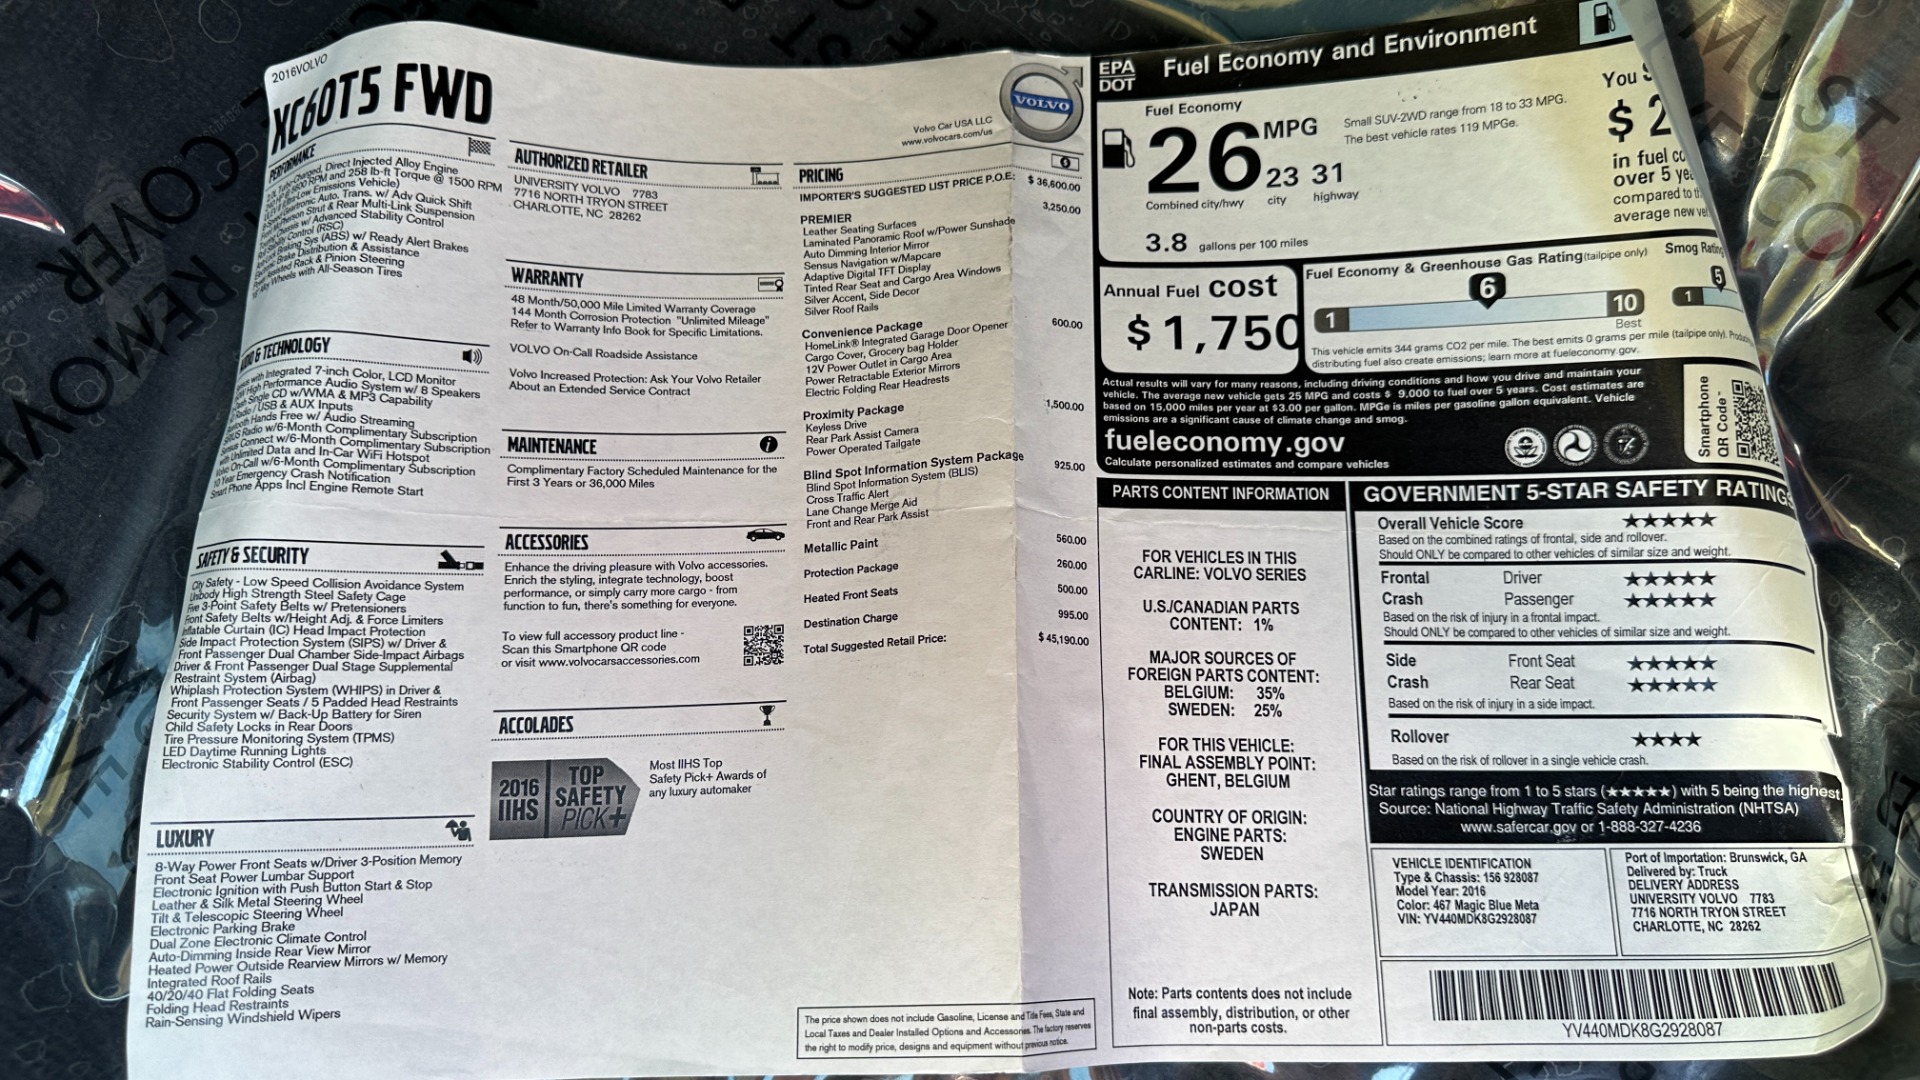 2016VOLVO
XC60T5 FWD
PERFORMANCE
Charged, Direct Injected Alloy Engine
RPM and 258 lb-ft Torque @ 1500 RPM
Low Emissions Vehicle)
Auto. Trans. w/ Adv Quick Shift
Strut & Rear Multi-Link Suspension
Chassis w/ Advanced Stability Control
Control (RSC)
Braking Sys (ABS) w/ Ready Alert Brakes
Brake Distribution & Assistance
Assisted Rack & Pinion Steering
Wheels with All-Season Tires
& TECHNOLOGY
with Integrated 7-inch Color, LCD Monitor
Performance Audio System w/ 8 Speakers
Single CD w/WMA & MP3 Capability
Radio / USB & AUX Inputs
Hands Free w/ Audio Streaming
Radio w/6-Month Complimentary Subscription
Connect w/6-Month Complimentary Subscription
Unlimited Data and In-Car WiFi Hotspot
On-Call w/6-Month Complimentary Subscription
10 Year Emergency Crash Notification
Smart Phone Apps Incl Engine Remote Start
SAFETY & SECURITY
City Safety - Low Speed Collision Avoidance System
Unibody High Strength Steel Safety Cage
Five 3-Point Safety Belts w/ Pretensioners
Front Safety Belts w/Height Adj. & Force Limiters
Inflatable Curtain (IC) Head Impact Protection
Side Impact Protection System (SIPS) w/ Driver &
Front Passenger Dual Chamber Side-Impact Airbags
Driver & Front Passenger Dual Stage Supplemental
Restraint System (Airbag)
Whiplash Protection System (WHIPS) in Driver &
Front Passenger Seats / 5 Padded Head Restraints
Security System w/ Back-Up Battery for Siren
Child Safety Locks in Rear Doors
Tire Pressure Monitoring System (TPMS)
LED Daytime Running Lights
Electronic Stability Control (ESC)
LUXURY
8-Way Power Front Seats w/Driver 3-Position Memory
Front Seat Power Lumbar Support
Electronic Ignition with Push Button Start & Stop
Leather & Silk Metal Steering Wheel
Tilt & Telescopic Steering Wheel
Electronic Parking Brake
Dual Zone Electronic Climate Control
Auto-Dimming Inside Rear View Mirror
Heated Power Outside Rearview Mirrors w/ Memory
Integrated Roof Rails
40/20/40 Flat Folding Seats
Folding Head Restraints
Rain-Sensing Windshield Wipers
AUTHORIZED RETAILER
UNIVERSITY VOLVO 7783
7716 NORTH TRYON STREET
CHARLOTTE, NC 28262
WARRANTY
48 Month/50,000 Mile Limited Warranty Coverage
144 Month Corrosion Protection "Unlimited Mileage"
Refer to Warranty Info Book for Specific Limitations.
VOLVO On-Call Roadside Assistance
Volvo Increased Protection: Ask Your Volvo Retailer
About an Extended Service Contract
MAINTENANCE
Complimentary Factory Scheduled Maintenance for the
First 3 Years or 36,000 Miles
ACCESSORIES
Enhance the driving pleasure with Volvo accessories.
Enrich the styling, integrate technology, boost
performance, or simply carry more cargo - from
function to fun, there's something for everyone.
To view full accessory product line -
Scan this Smartphone QR code
or visit www.volvocarsaccessories.com
ACCOLADES
2016 IIHS TOP SAFETY PICK+
Most IIHS Top
Safety Pick+ Awards of
any luxury automaker
VOLVO
Volvo Car USA LLC
www.volvocars.com/us
PRICING
IMPORTER'S SUGGESTED LIST PRICE P.O.E: $ 36,600.00
PREMIER 3,250.00
Leather Seating Surfaces
Laminated Panoramic Roof w/Power Sunshade
Auto Dimming Interior Mirror
Sensus Navigation w/Mapcare
Adaptive Digital TFT Display
Tinted Rear Seat and Cargo Area Windows
Silver Accent, Side Decor
Silver Roof Rails
Convenience Package 600.00
HomeLink® Integrated Garage Door Opener
Cargo Cover, Grocery bag Holder
12V Power Outlet in Cargo Area
Power Retractable Exterior Mirrors
Electric Folding Rear Headrests
Proximity Package 1,500.00
Keyless Drive
Rear Park Assist Camera
Power Operated Tailgate
Blind Spot Information System Package 925.00
Blind Spot Information System (BLIS)
Cross Traffic Alert
Lane Change Merge Aid
Front and Rear Park Assist
Metallic Paint 560.00
Protection Package 260.00
Heated Front Seats 500.00
Destination Charge 995.00
Total Suggested Retail Price: $ 45,190.00
The price shown does not include Gasoline, License and Title Fees, State and
Local Taxes and Dealer Installed Options and Accessories. The factory reserves
the right to modify price, designs and equipment without previous notice.
EPA
DOT
Fuel Economy and Environment
Fuel Economy
26 MPG
Combined city/hwy
23 city
31 highway
3.8 gallons per 100 miles
Small SUV-2WD range from 18 to 33 MPG.
The best vehicle rates 119 MPGe.
You
$ 2
in fuel
over 5
compared to
average new
Annual Fuel COST
$ 1,750
Fuel Economy & Greenhouse Gas Rating (tailpipe only)
6
1
10
Best
Smog
5
1
This vehicle emits 344 grams CO2 per mile. The best emits 0 grams per mile (tailpipe only).
distributing fuel also create emissions; learn more at fueleconomy.gov.
Actual results will vary for many reasons, including driving conditions and how you drive and maintain your
vehicle. The average new vehicle gets 25 MPG and costs $ 9,000 to fuel over 5 years. Cost estimates are
based on 15,000 miles per year at $3.00 per gallon. MPGe is miles per gasoline gallon equivalent. Vehicle
emissions are a significant cause of climate change and smog.
fueleconomy.gov
Calculate personalized estimates and compare vehicles
Smartphone
QR Code
PARTS CONTENT INFORMATION
FOR VEHICLES IN THIS
CARLINE: VOLVO SERIES
U.S./CANADIAN PARTS
CONTENT: 1%
MAJOR SOURCES OF
FOREIGN PARTS CONTENT:
BELGIUM: 35%
SWEDEN: 25%
FOR THIS VEHICLE:
FINAL ASSEMBLY POINT:
GHENT, BELGIUM
COUNTRY OF ORIGIN:
ENGINE PARTS:
SWEDEN
TRANSMISSION PARTS:
JAPAN
Note: Parts contents does not include
final assembly, distribution, or other
non-parts costs.
GOVERNMENT 5-STAR SAFETY RATINGS
Overall Vehicle Score ★★★★★
Based on the combined ratings of frontal, side and rollover.
Should ONLY be compared to other vehicles of similar size and weight.
Frontal Driver ★★★★★
Crash Passenger ★★★★★
Based on the risk of injury in a frontal impact.
Should ONLY be compared to other vehicles of similar size and weight.
Side Front Seat ★★★★★
Crash Rear Seat ★★★★★
Based on the risk of injury in a side impact.
Rollover ★★★★
Based on the risk of rollover in a single vehicle crash.
Star ratings range from 1 to 5 stars (★★★★★) with 5 being the highest.
Source: National Highway Traffic Safety Administration (NHTSA)
www.safercar.gov or 1-888-327-4236
VEHICLE IDENTIFICATION
Type & Chassis: 156 928087
Model Year: 2016
Color: 467 Magic Blue Meta
VIN: YV440MDK8G2928087
Port of Importation: Brunswick, GA
Delivered by: Truck
DELIVERY ADDRESS
UNIVERSITY VOLVO 7783
7716 NORTH TRYON STREET
CHARLOTTE, NC 28262
YV440MDK8G2928087
COVER
REMOVE
MUST
COVER